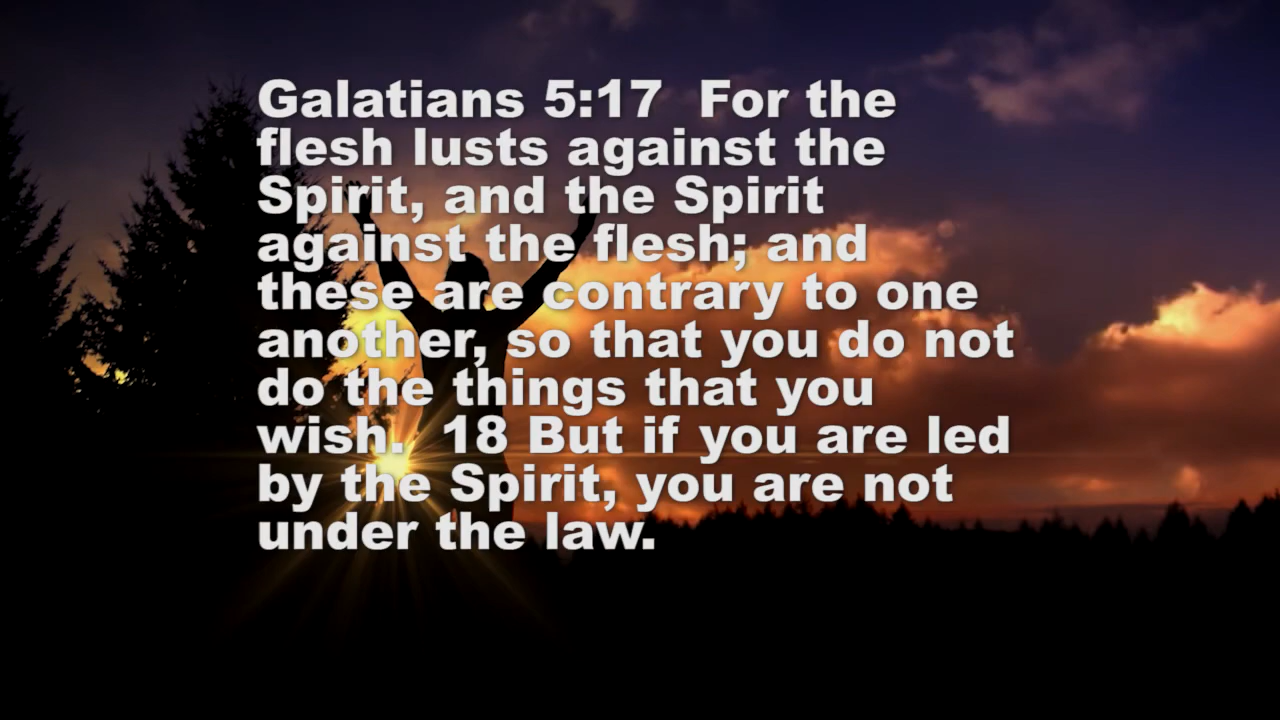 Galatians 5:17  For the
flesh lusts against the
Spirit, and the Spirit
against the flesh; and
these are contrary to one
another, so that you do not
do the things that you
wish.  18 But if you are led
by the Spirit, you are not
under the law.